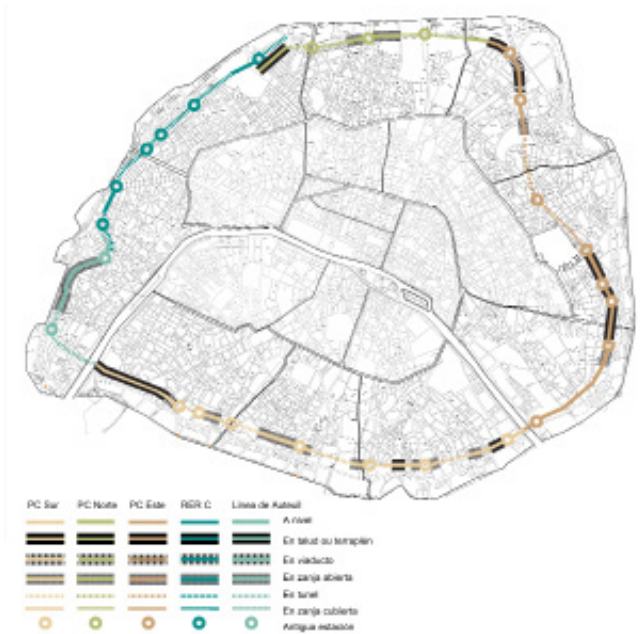 PC Sur PC Norte PC Este RER C Línea de Auteuil
A nivel
En talud ou terraplén
En viaducto
En zanja abierta
En tunel
En zanja cubierta
Antigua estación